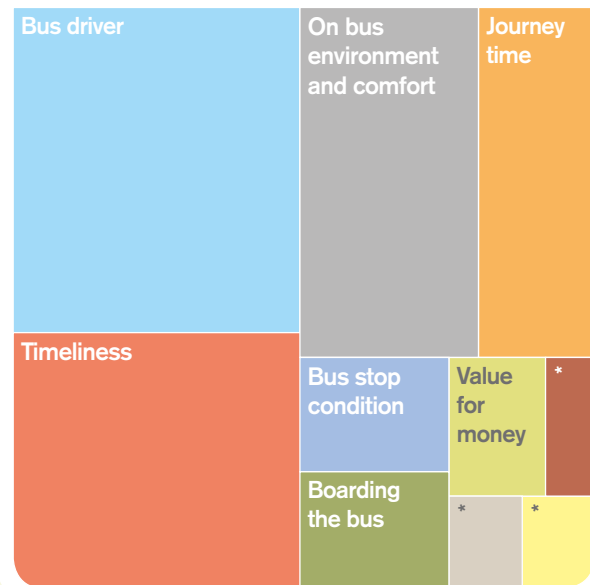 Bus driver
On bus
environment
and comfort
Journey
time
Timeliness
Bus stop
condition
Value
for
money
*
Boarding
the bus
*
*